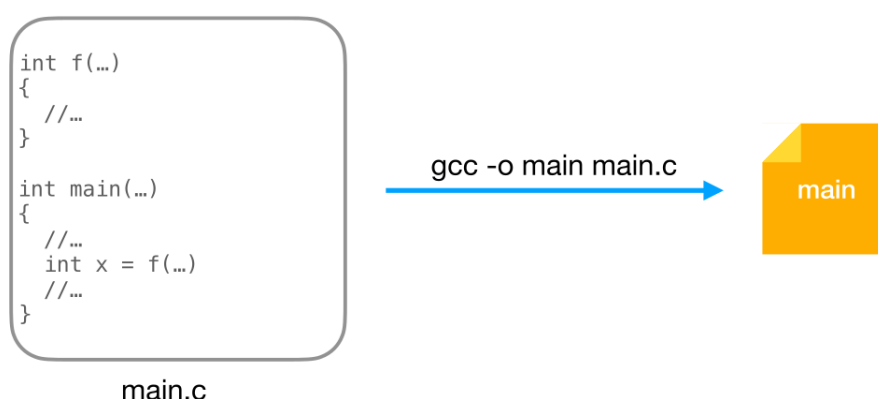 int f(…)
{
  //…
}
int main(…)
{
  //…
  int x = f(…)
  //…
}
main.c
gcc -o main main.c
main